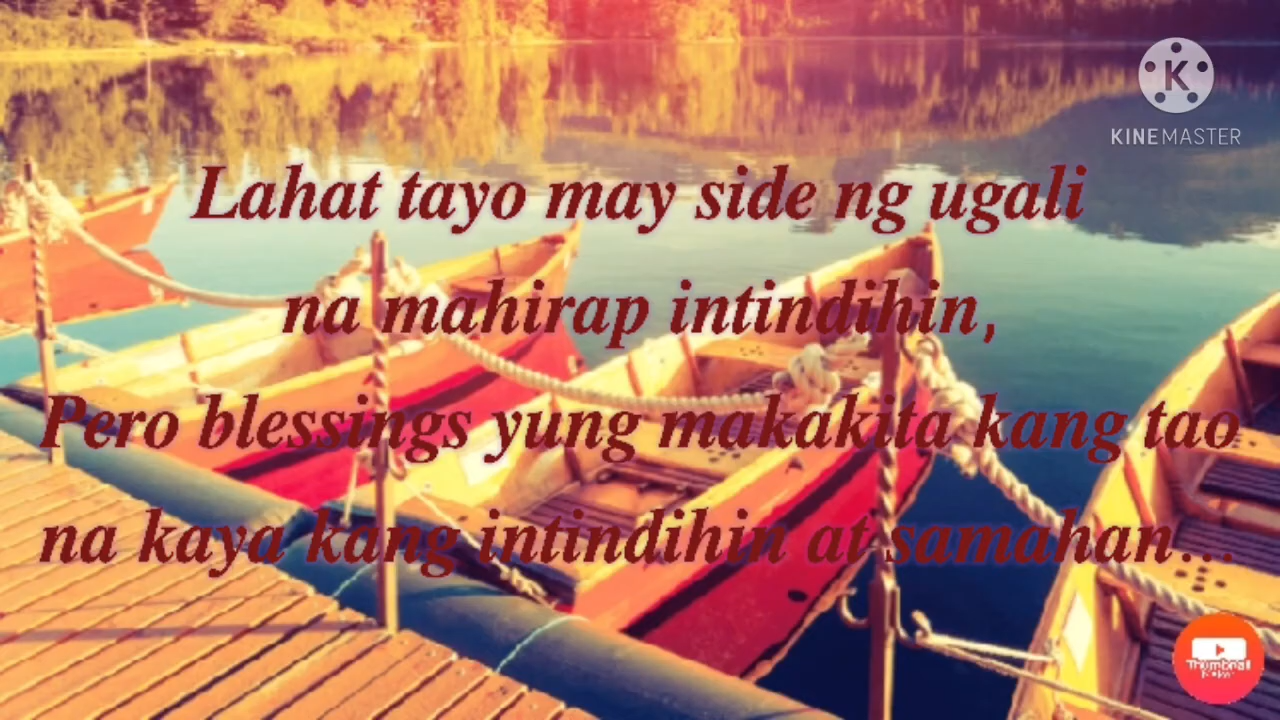 KINEMASTER
Lahat tayo may side ng ugali
na mahirap intindihin,
Pero blessings yung makakita kang tao
na kaya kang intindihin at samahan...
Thumbnail